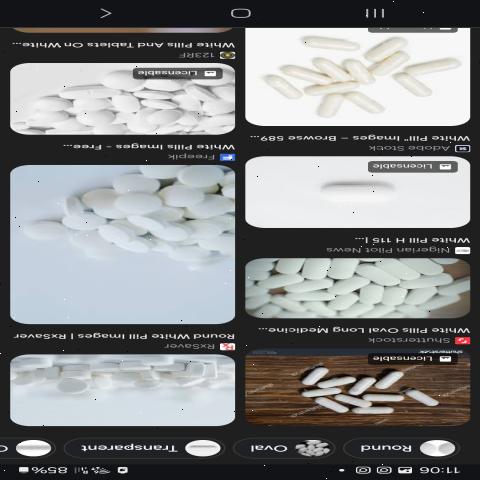 11:06
85%
Round
Oval
Transparent
Licensable
Shutterstock
White Pills Oval Long Medicine...
Nigerian Pilot News
White Pill H 115 |...
Licensable
Adobe Stock
White Pill" Images – Browse 589...
RxSaver
Round White Pill Images | RxSaver
Freepik
White Pills Images - Free...
Licensable
123RF
White Pills And Tablets On White...